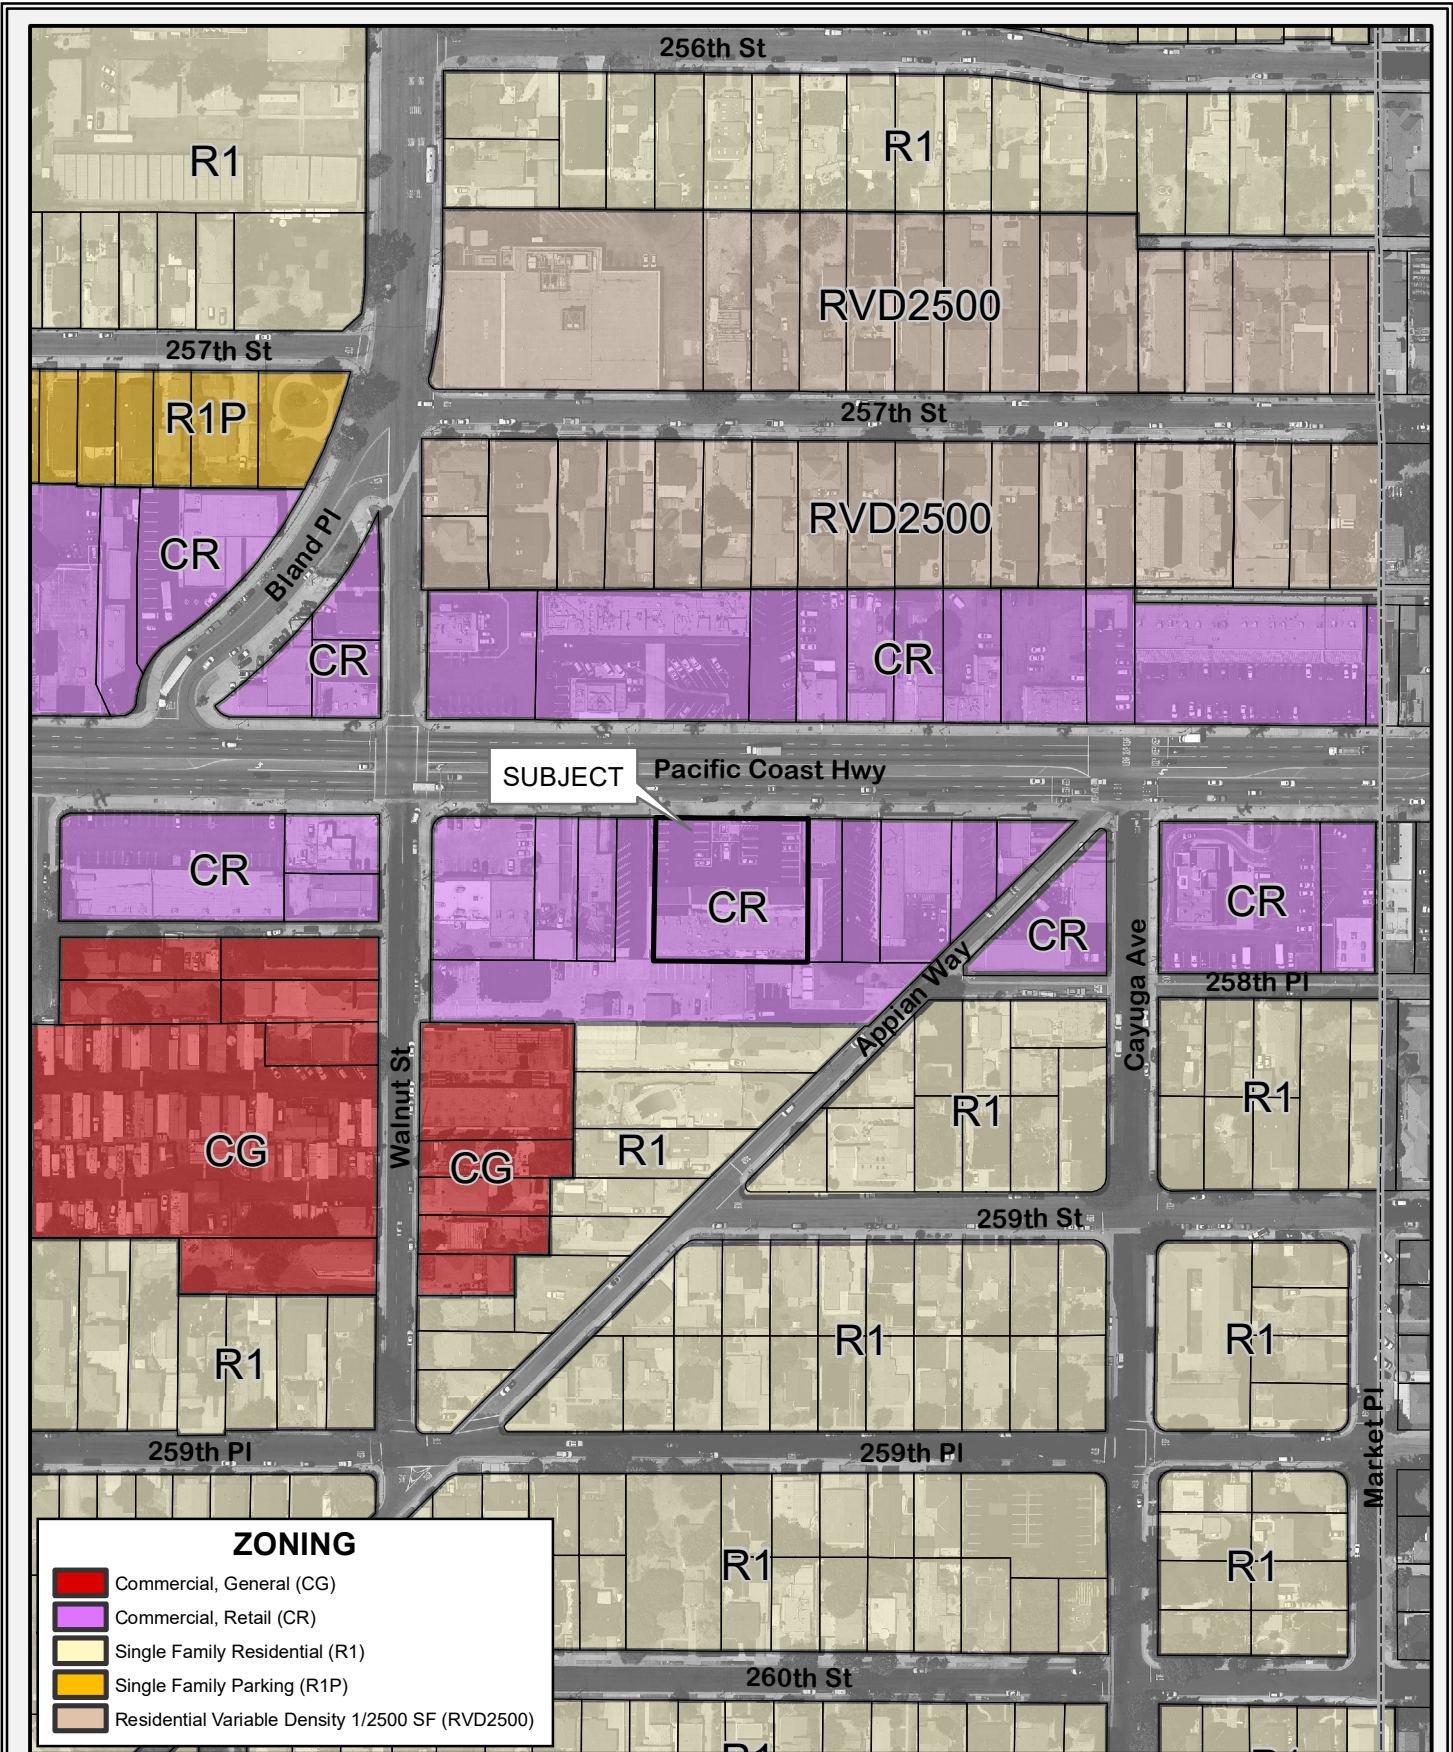 256th St
R1
R1
RVD2500
257th St
257th St
R1P
RVD2500
CR
Bland Pl
CR
CR
SUBJECT
Pacific Coast Hwy
CR
CR
CR
CR
Appian Way
Cayuga Ave
258th Pl
Walnut St
CG
CG
R1
R1
R1
259th St
R1
R1
R1
Market Pl
259th Pl
259th Pl
R1
R1
260th St
R1
R1
ZONING
Commercial, General (CG)
Commercial, Retail (CR)
Single Family Residential (R1)
Single Family Parking (R1P)
Residential Variable Density 1/2500 SF (RVD2500)